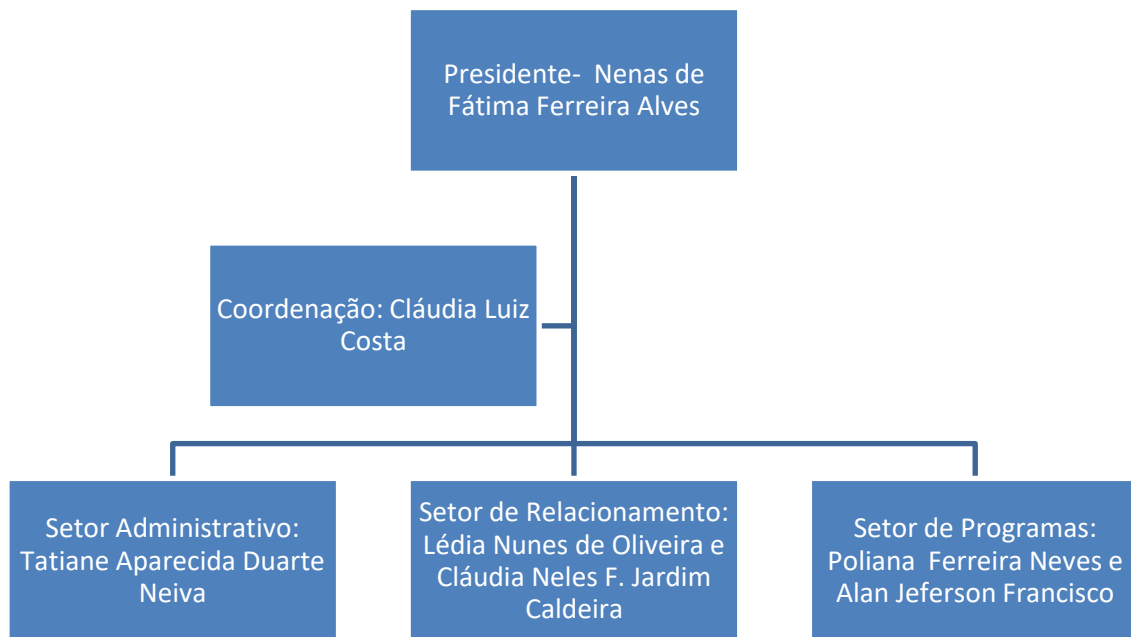 Presidente-  Nenas de
Fátima Ferreira Alves
Coordenação: Cláudia Luiz
Costa
Setor Administrativo:
Tatiane Aparecida Duarte
Neiva
Setor de Relacionamento:
Lédia Nunes de Oliveira e
Cláudia Neles F. Jardim
Caldeira
Setor de Programas:
Poliana  Ferreira Neves e
Alan Jeferson Francisco